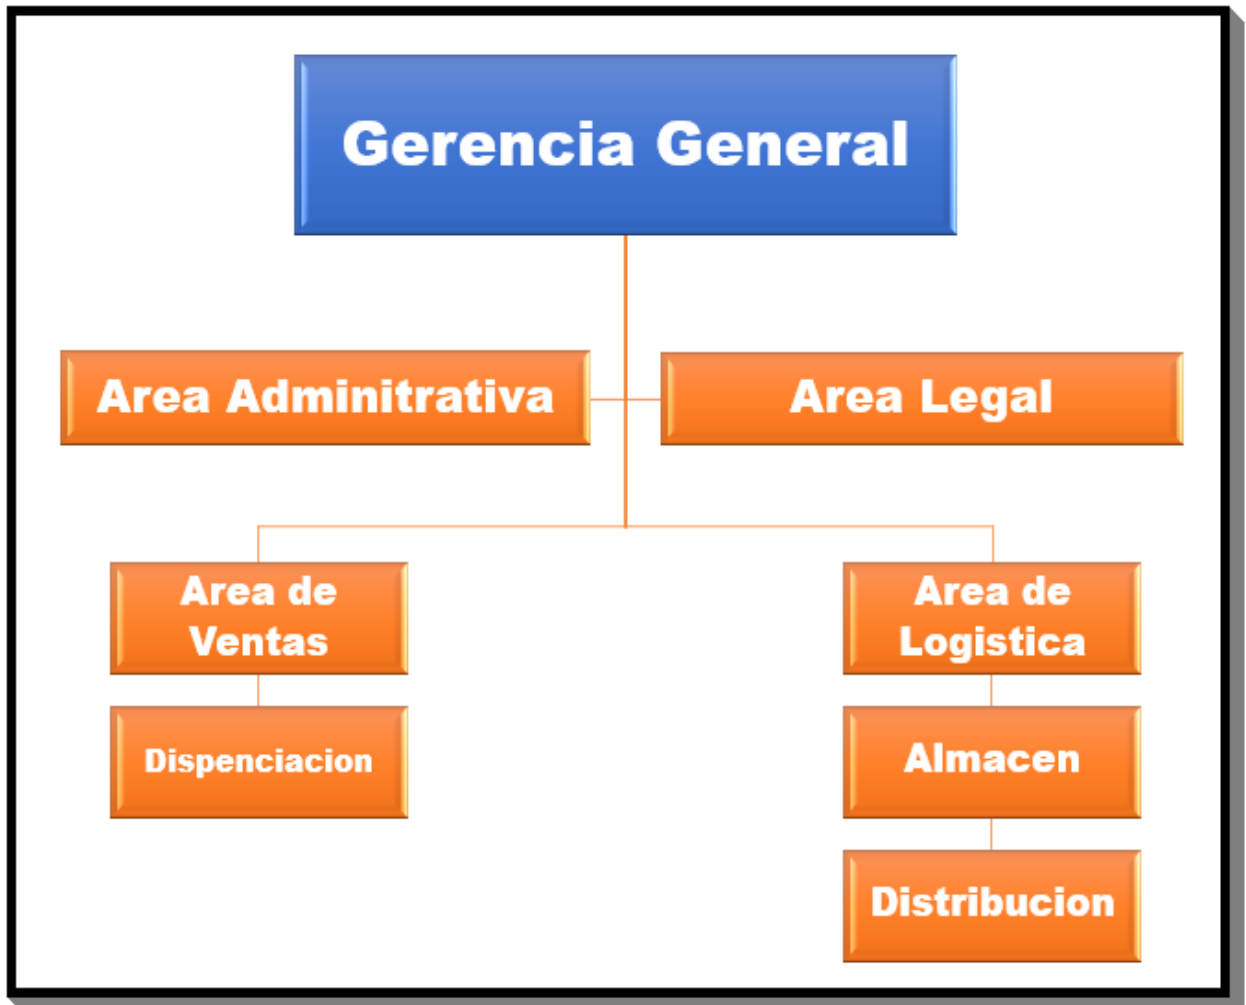 Gerencia General
Area Adminitrativa
Area Legal
Area de
Ventas
Area de
Logistica
Dispenciacion
Almacen
Distribucion